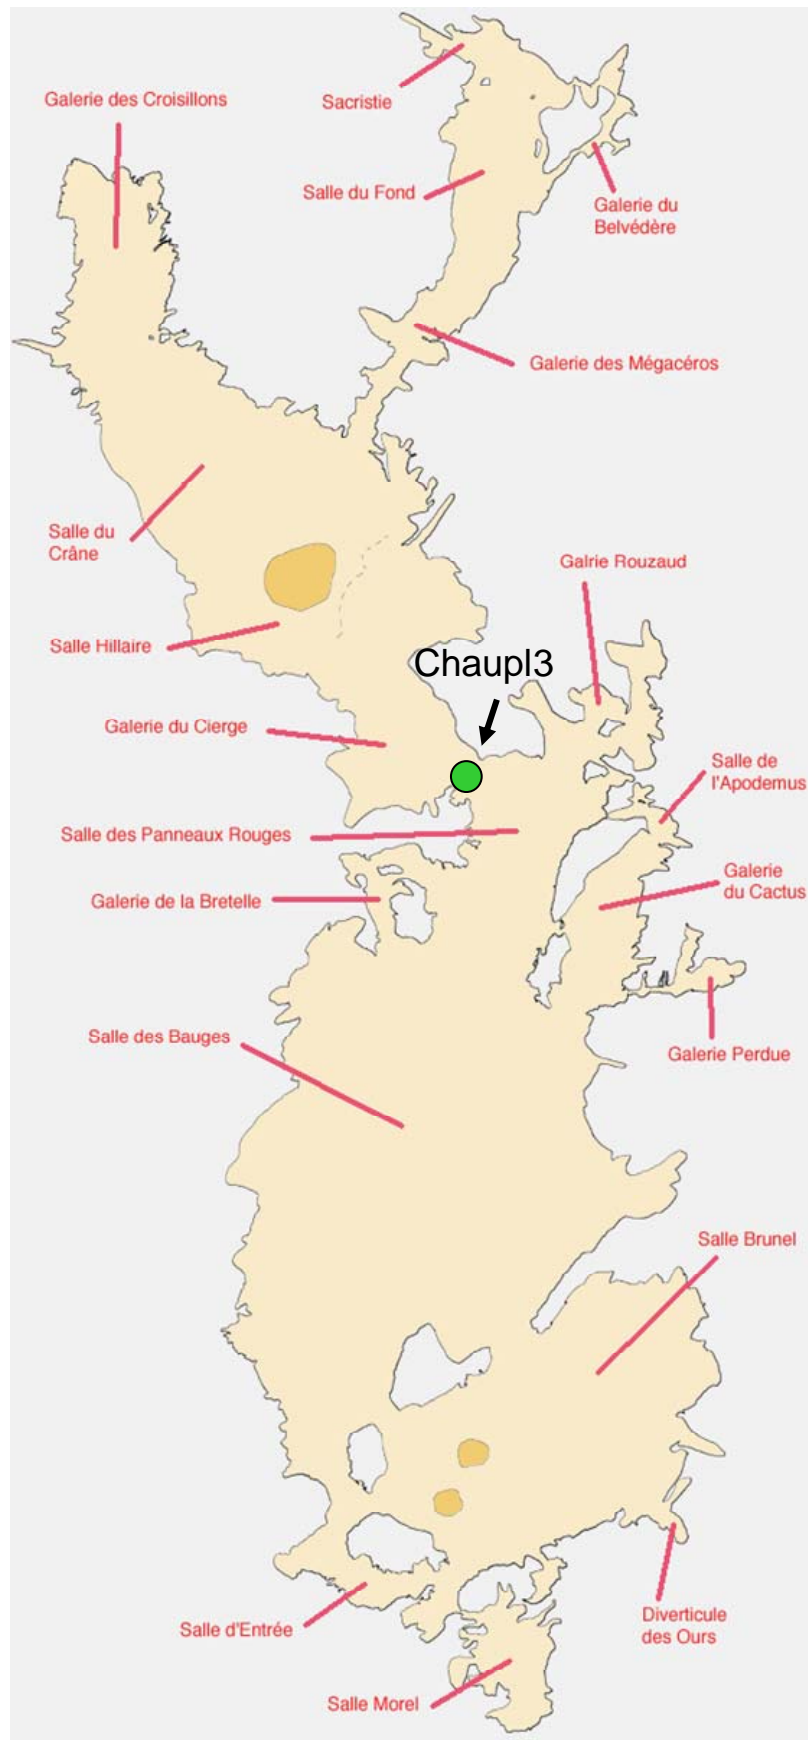 Galerie des Croisillons
Sacristie
Salle du Fond
Galerie du
Belvédère
Galerie des Mégacéros
Salle du
Crâne
Galrie Rouzaud
Salle Hillaire
Chaupl3
Galerie du Cierge
Salle de
l'Apodemus
Salle des Panneaux Rouges
Galerie
du Cactus
Galerie de la Bretelle
Salle des Bauges
Galerie Perdue
Salle Brunel
Salle d'Entrée
Diverticule
des Ours
Salle Morel